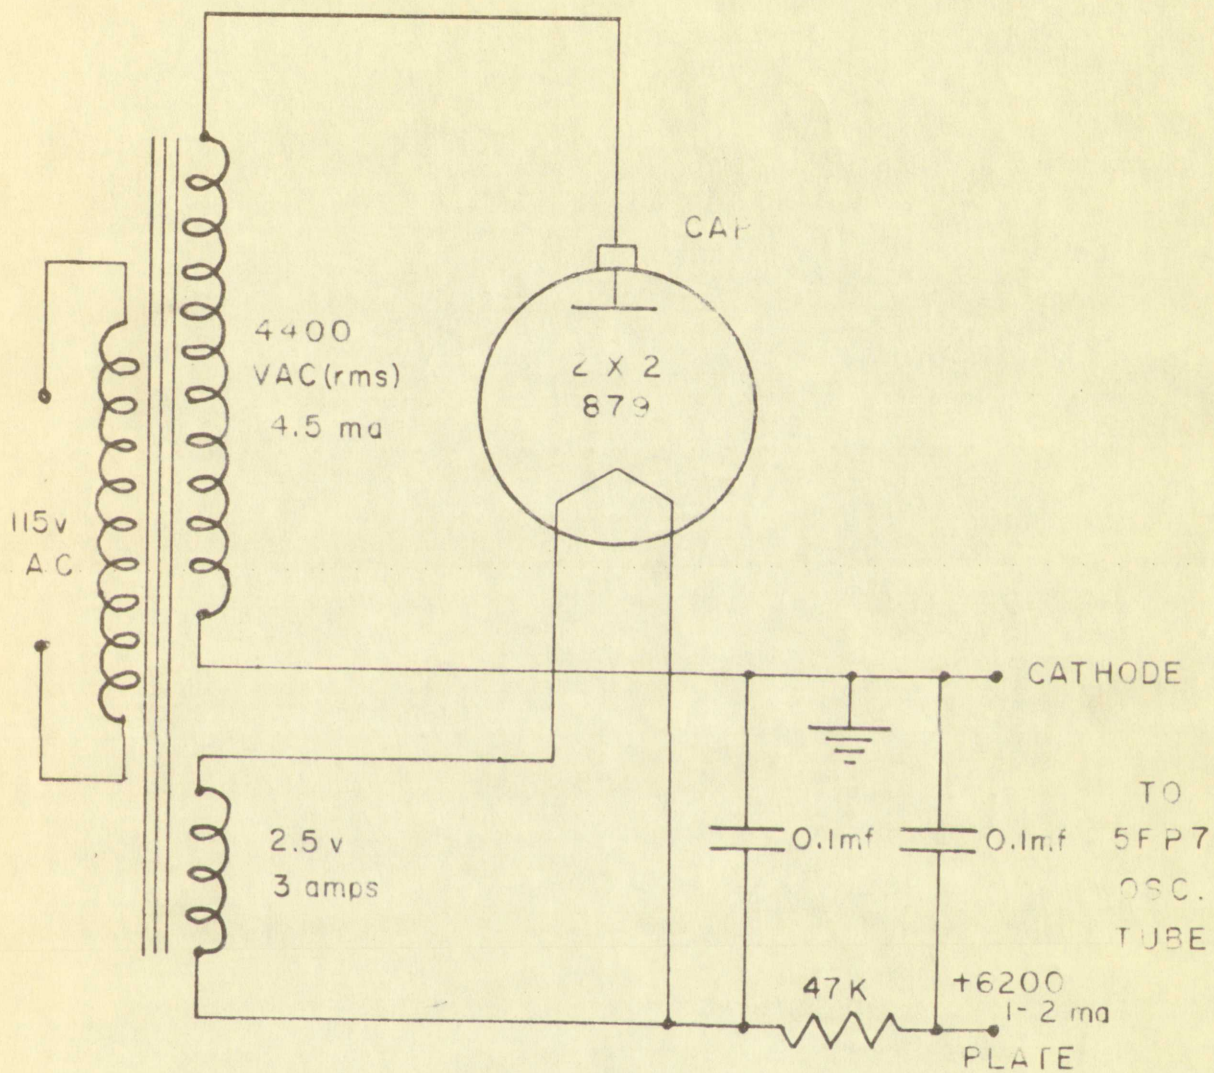 CAP
4400
VAC(rms)
4.5 ma
2 X 2
879
115v
AC
CATHODE
2.5 v
3 amps
0.1mf
0.1mf
TO
5FP7
OSC.
TUBE
47K
+6200
1-2 ma
PLATE